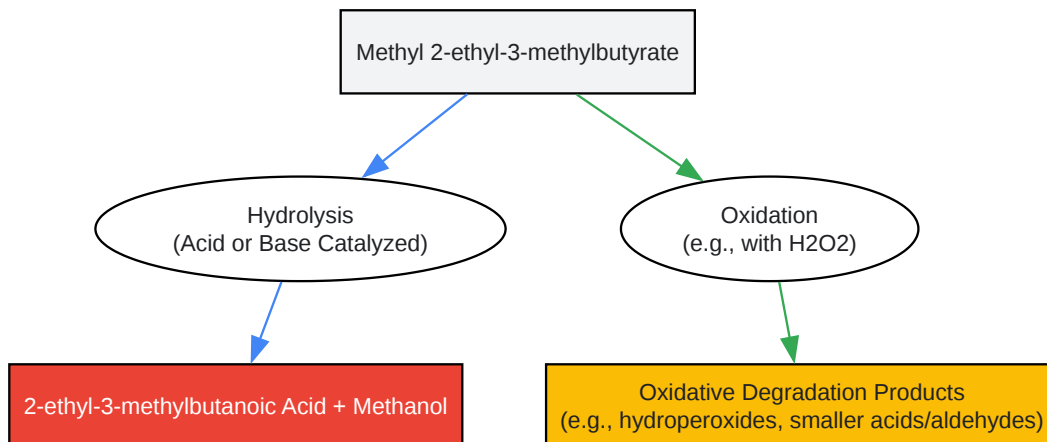 Methyl 2-ethyl-3-methylbutyrate
Hydrolysis
(Acid or Base Catalyzed)
Oxidation
(e.g., with H2O2)
2-ethyl-3-methylbutanoic Acid + Methanol
Oxidative Degradation Products
(e.g., hydroperoxides, smaller acids/aldehydes)